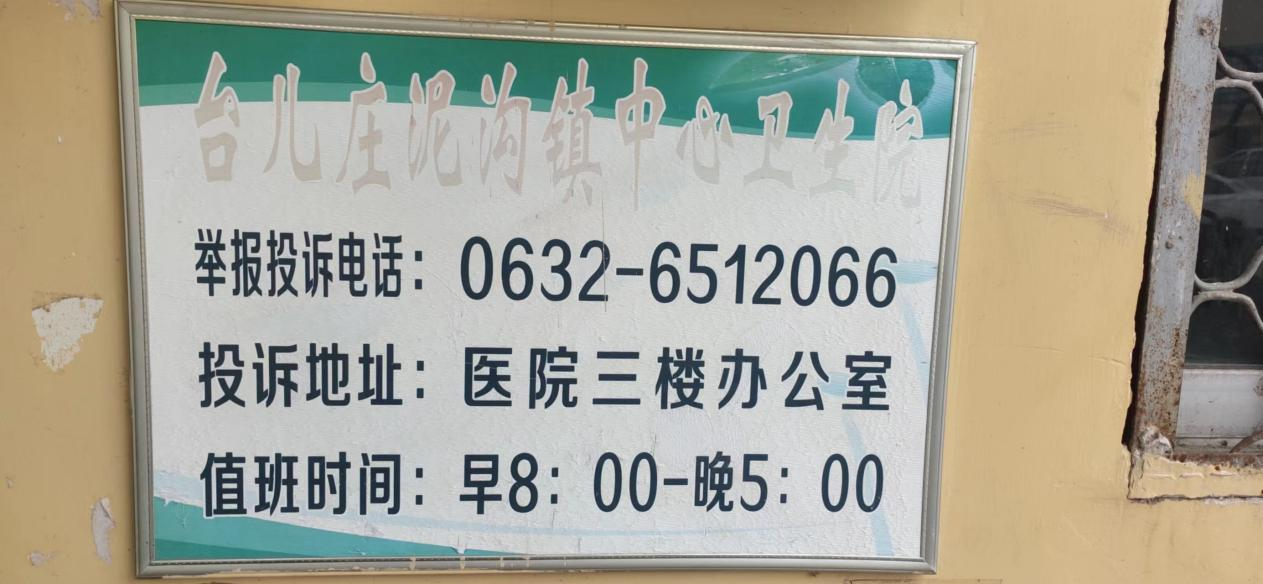 台儿庄泥沟镇中心卫生院
举报投诉电话：0632-6512066
投诉地址：医院三楼办公室
值班时间：早8：00-晚5：00